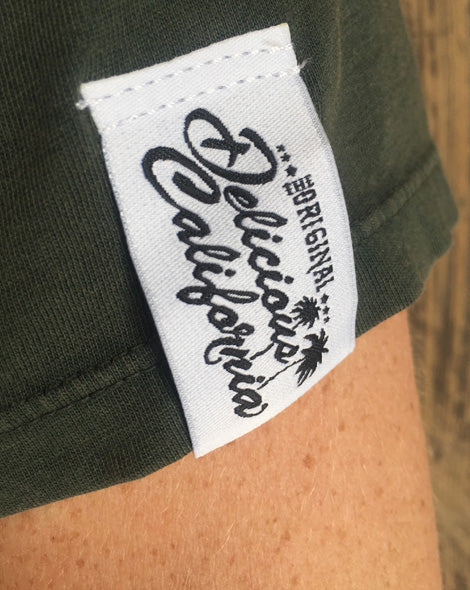 THE ORIGINAL
Delicious
California